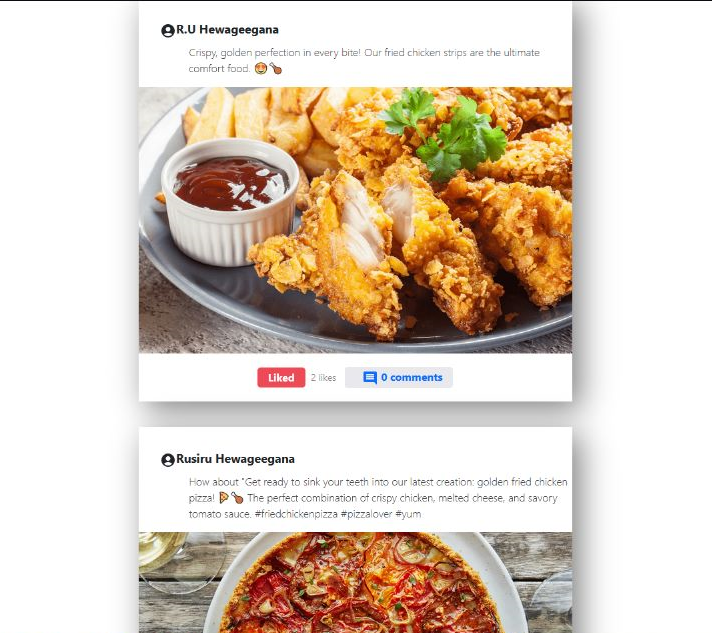 R.U Hewageegana
Crispy, golden perfection in every bite! Our fried chicken strips are the ultimate
comfort food. 😍🍗
Liked 2 likes 0 comments
Rusiru Hewageegana
How about "Get ready to sink your teeth into our latest creation: golden fried chicken
pizza! 🍕🍗 The perfect combination of crispy chicken, melted cheese, and savory
tomato sauce. #friedchickenpizza #pizzalover #yum